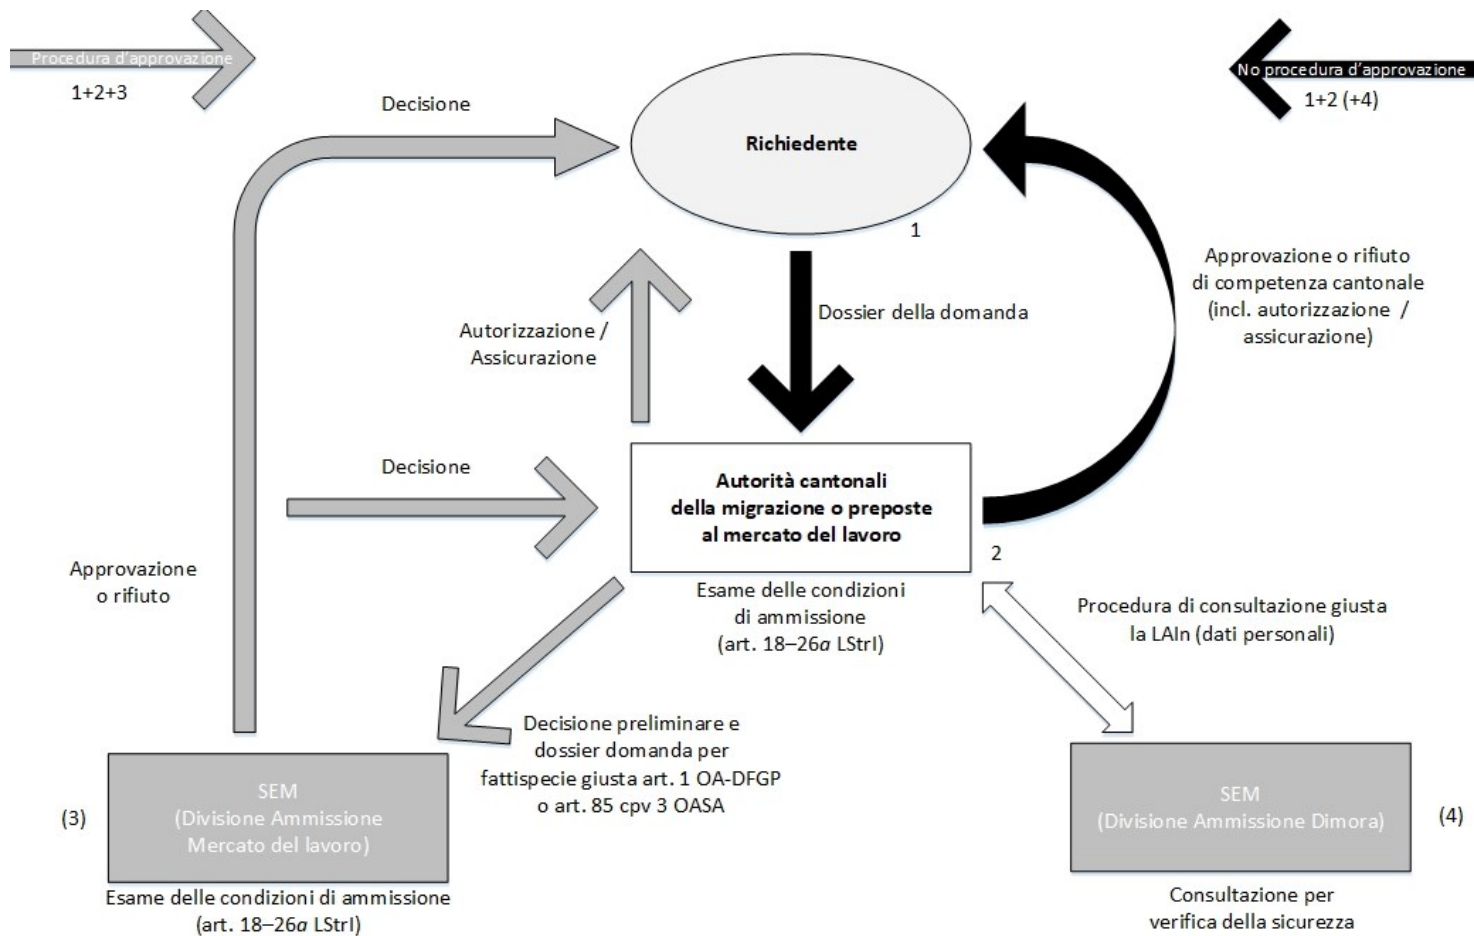 Procedura d'approvazione
1+2+3
No procedura d'approvazione
1+2 (+4)
Decisione
Richiedente
1
Approvazione o rifiuto
di competenza cantonale
(incl. autorizzazione /
assicurazione)
Dossier della domanda
Autorizzazione /
Assicurazione
Decisione
Autorità cantonali
della migrazione o preposte
al mercato del lavoro
2
Approvazione
o rifiuto
Esame delle condizioni
di ammissione
(art. 18–26a LStrI)
Procedura di consultazione giusta
la LAIn (dati personali)
Decisione preliminare e
dossier domanda per
fattispecie giusta art. 1 OA-DFGP
o art. 85 cpv 3 OASA
(3)
SEM
(Divisione Ammissione
Mercato del lavoro)
Esame delle condizioni di ammissione
(art. 18–26a LStrI)
SEM
(Divisione Ammissione Dimora)
(4)
Consultazione per
verifica della sicurezza